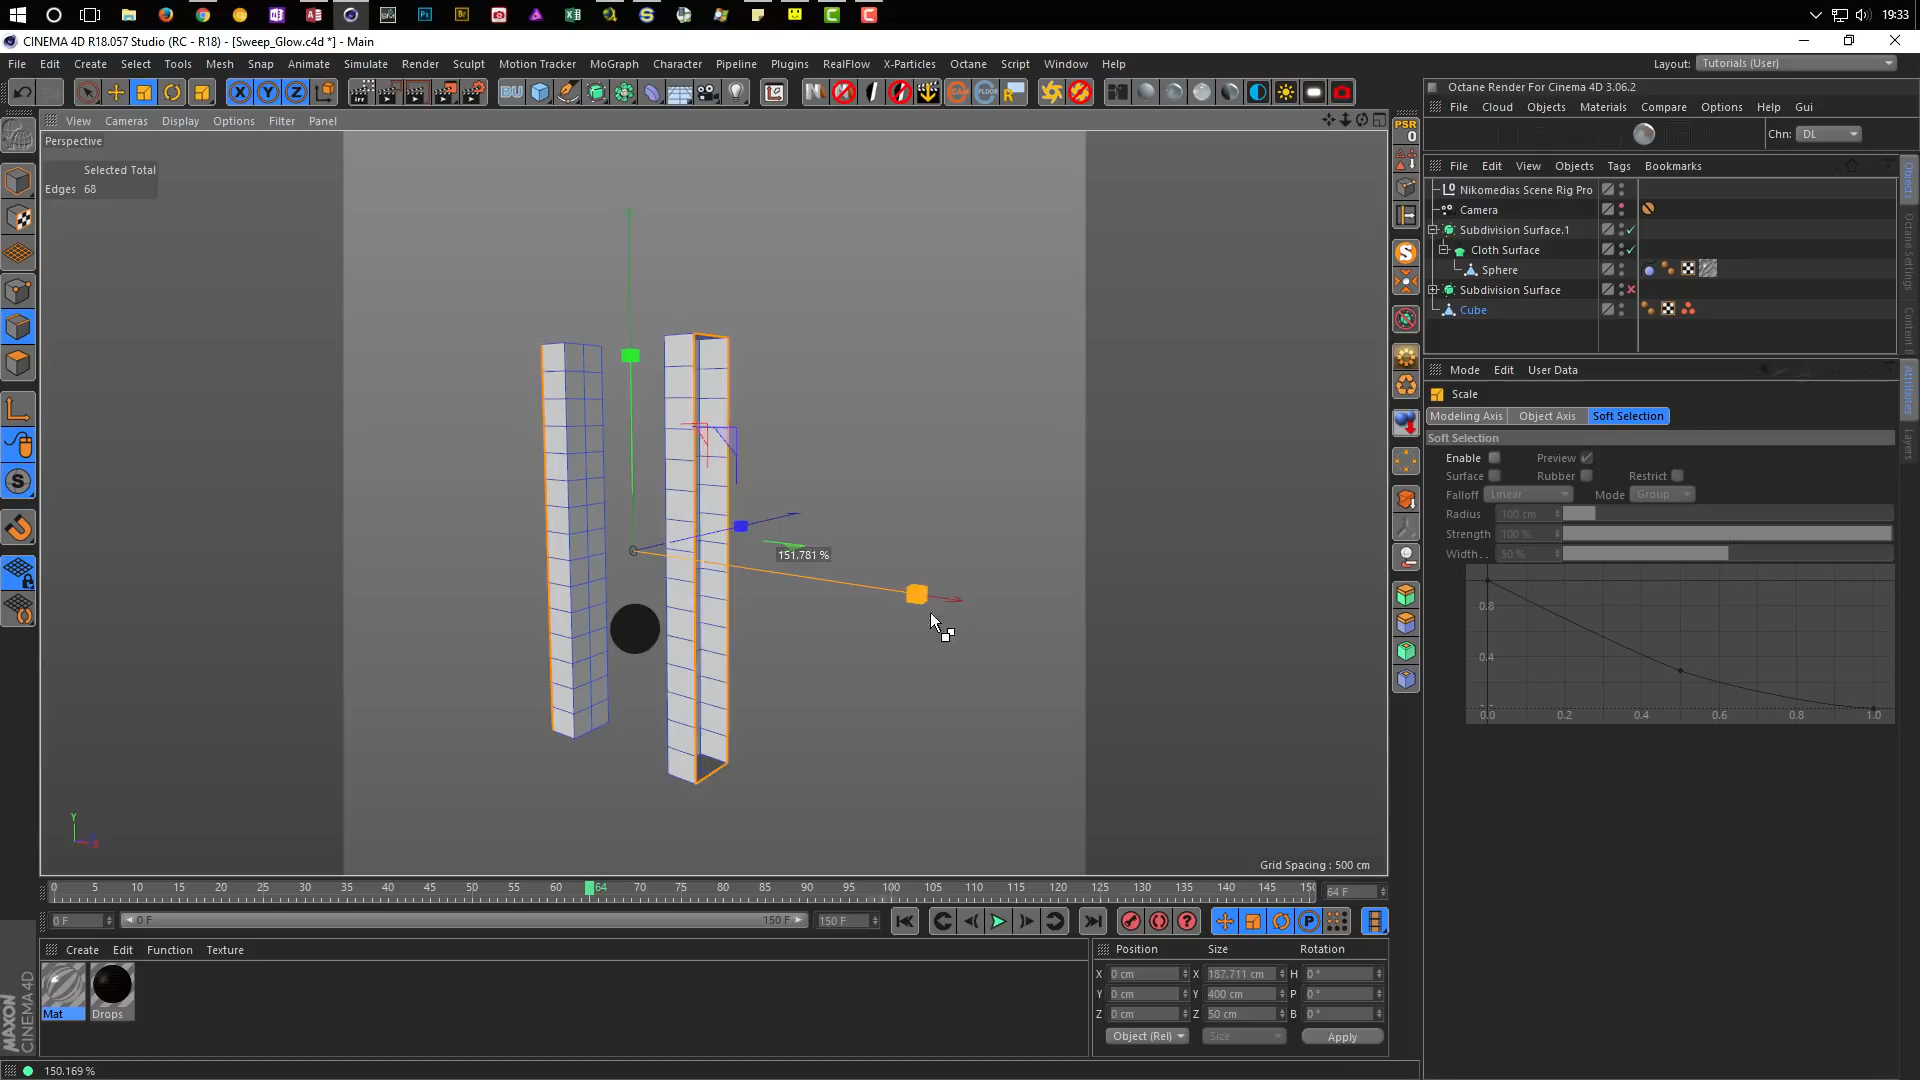 19:33
CINEMA 4D R18.057 Studio (RC - R18) - [Sweep_Glow.c4d *] - Main
File Edit Create Select Tools Mesh Snap Animate Simulate Render Sculpt Motion Tracker MoGraph Character Pipeline Plugins RealFlow X-Particles Octane Script Window Help
Layout: Tutorials (User)
Octane Render For Cinema 4D 3.06.2
File Cloud Objects Materials Compare Options Help Gui
View Cameras Display Options Filter Panel
PSR
0
Chn: DL
Perspective
Selected Total
Edges 68
File Edit View Objects Tags Bookmarks
Nikomedias Scene Rig Pro
Camera
Subdivision Surface.1
Cloth Surface
Sphere
Subdivision Surface
Cube
Objects
Octane Settings
Attributes
Layers
Mode Edit User Data
Scale
Modeling Axis Object Axis Soft Selection
Soft Selection
Enable Preview
Surface Rubber Restrict
Falloff Linear Mode Group
Radius 100 cm
Strength 100 %
Width.. 50 %
0.8
0.4
0.0 0.2 0.4 0.6 0.8 1.0
151.781 %
Y
Grid Spacing : 500 cm
0 5 10 15 20 25 30 35 40 45 50 55 60 64 70 75 80 85 90 95 100 105 110 115 120 125 130 135 140 145 150
64 F
0 F 0 F 150 F 150 F
Create Edit Function Texture
Mat
Drops
Position Size Rotation
X 0 cm X 187.711 cm H 0 °
Y 0 cm Y 400 cm P 0 °
Z 0 cm Z 50 cm B 0 °
Object (Rel) Size Apply
MAXON
CINEMA 4D
150.169 %